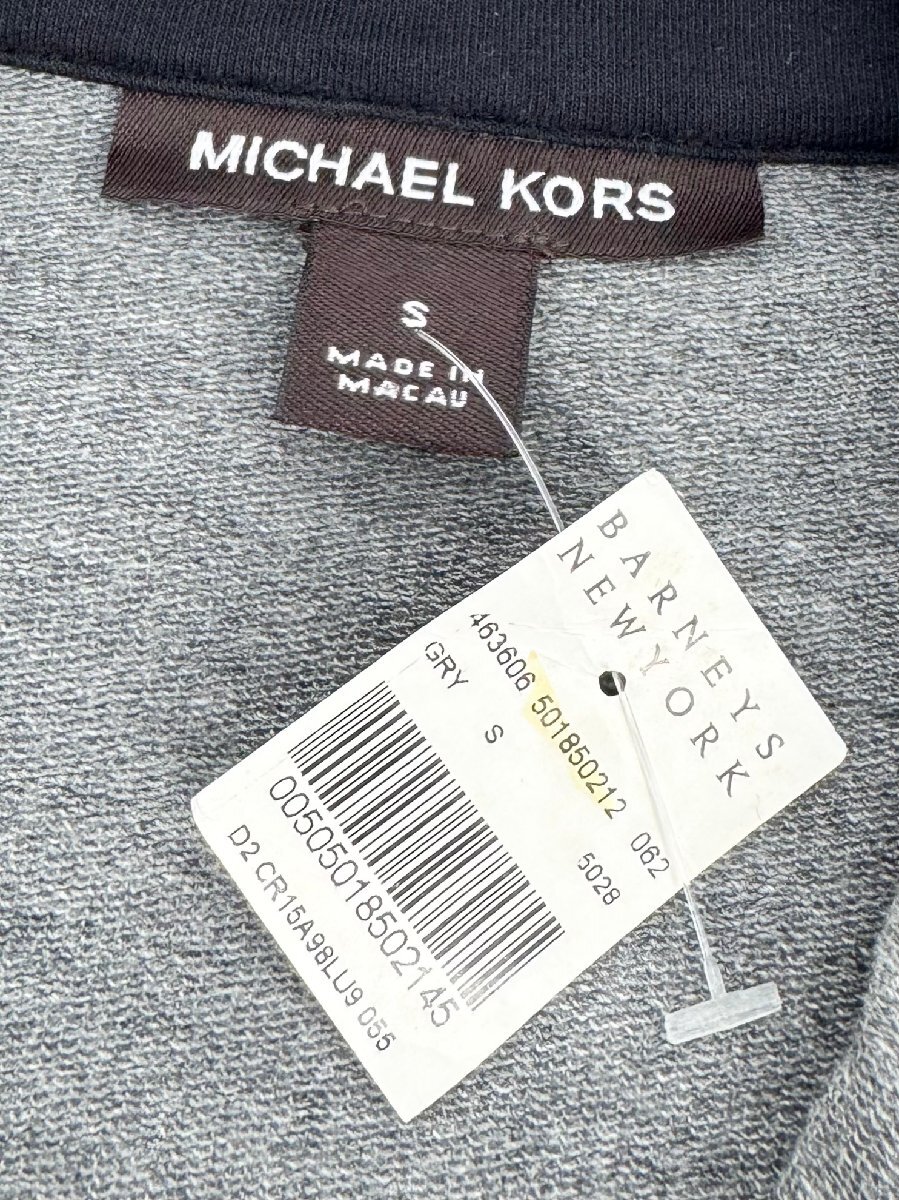 MICHAEL KORS
S
MADE IN
MACAU
BARNEYS
NEW YORK
463606 501850212 062
GRY S 5028
00505018502145
D2 CR15A98LU9 055